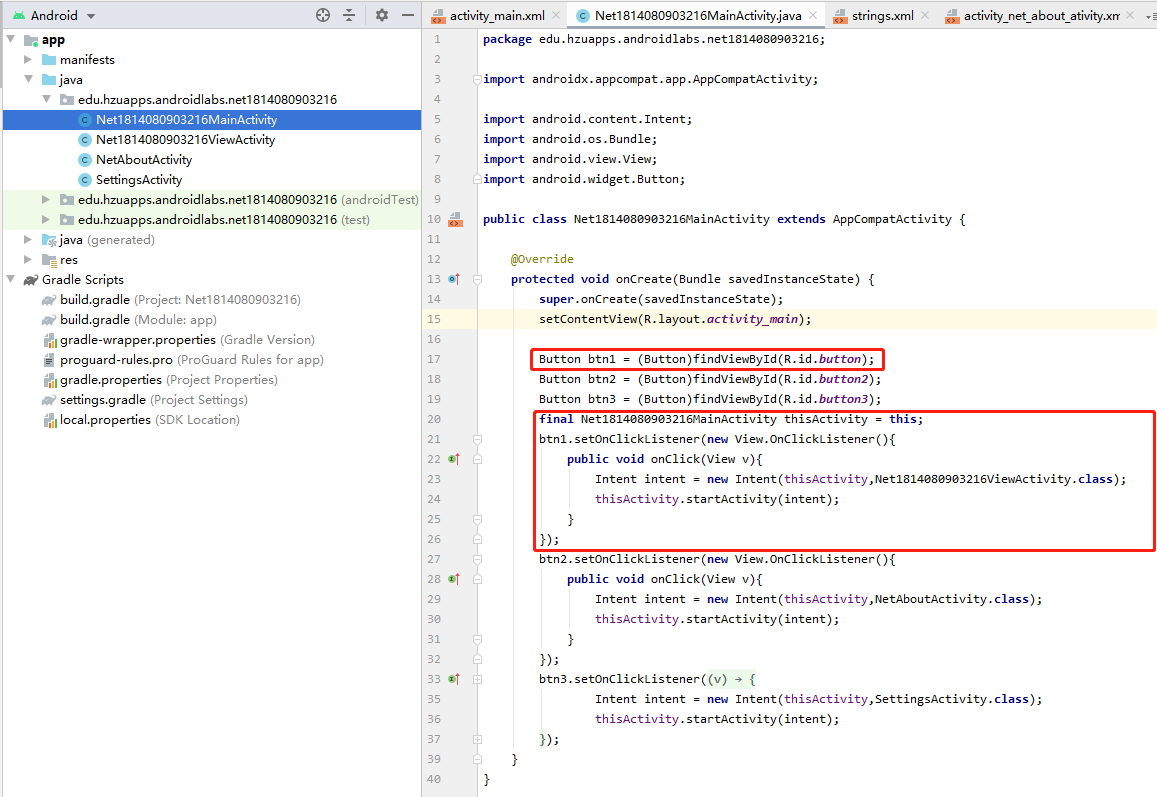 Android
app
manifests
java
edu.hzuapps.androidlabs.net1814080903216
Net1814080903216MainActivity
Net1814080903216ViewActivity
NetAboutActivity
SettingsActivity
edu.hzuapps.androidlabs.net1814080903216 (androidTest)
edu.hzuapps.androidlabs.net1814080903216 (test)
java (generated)
res
Gradle Scripts
build.gradle (Project: Net1814080903216)
build.gradle (Module: app)
gradle-wrapper.properties (Gradle Version)
proguard-rules.pro (ProGuard Rules for app)
gradle.properties (Project Properties)
settings.gradle (Project Settings)
local.properties (SDK Location)
activity_main.xml Net1814080903216MainActivity.java strings.xml activity_net_about_ativity.xm
1 package edu.hzuapps.androidlabs.net1814080903216;
2
3 import androidx.appcompat.app.AppCompatActivity;
4
5 import android.content.Intent;
6 import android.os.Bundle;
7 import android.view.View;
8 import android.widget.Button;
9
10 public class Net1814080903216MainActivity extends AppCompatActivity {
11
12 @Override
13 protected void onCreate(Bundle savedInstanceState) {
14 super.onCreate(savedInstanceState);
15 setContentView(R.layout.activity_main);
16
17 Button btn1 = (Button)findViewById(R.id.button);
18 Button btn2 = (Button)findViewById(R.id.button2);
19 Button btn3 = (Button)findViewById(R.id.button3);
20 final Net1814080903216MainActivity thisActivity = this;
21 btn1.setOnClickListener(new View.OnClickListener(){
22 public void onClick(View v){
23 Intent intent = new Intent(thisActivity,Net1814080903216ViewActivity.class);
24 thisActivity.startActivity(intent);
25 }
26 });
27 btn2.setOnClickListener(new View.OnClickListener(){
28 public void onClick(View v){
29 Intent intent = new Intent(thisActivity,NetAboutActivity.class);
30 thisActivity.startActivity(intent);
31 }
32 });
33 btn3.setOnClickListener((v) → {
35 Intent intent = new Intent(thisActivity,SettingsActivity.class);
36 thisActivity.startActivity(intent);
37 });
39 }
40 }